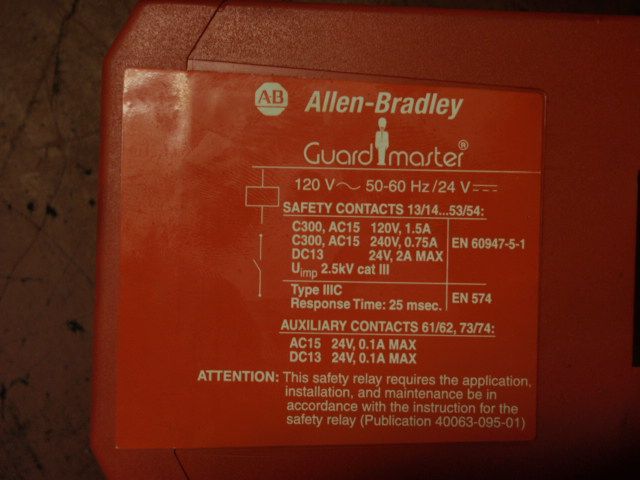 AB Allen-Bradley
Guardmaster®
120 V~ 50-60 Hz /24 V⎓
SAFETY CONTACTS 13/14...53/54:
C300, AC15 120V, 1.5A
C300, AC15 240V, 0.75A
DC13 24V, 2A MAX
Uimp 2.5kV cat III
EN 60947-5-1
Type IIIC
Response Time: 25 msec.
EN 574
AUXILIARY CONTACTS 61/62, 73/74:
AC15 24V, 0.1A MAX
DC13 24V, 0.1A MAX
ATTENTION: This safety relay requires the application,
installation, and maintenance be in
accordance with the instruction for the
safety relay (Publication 40063-095-01)